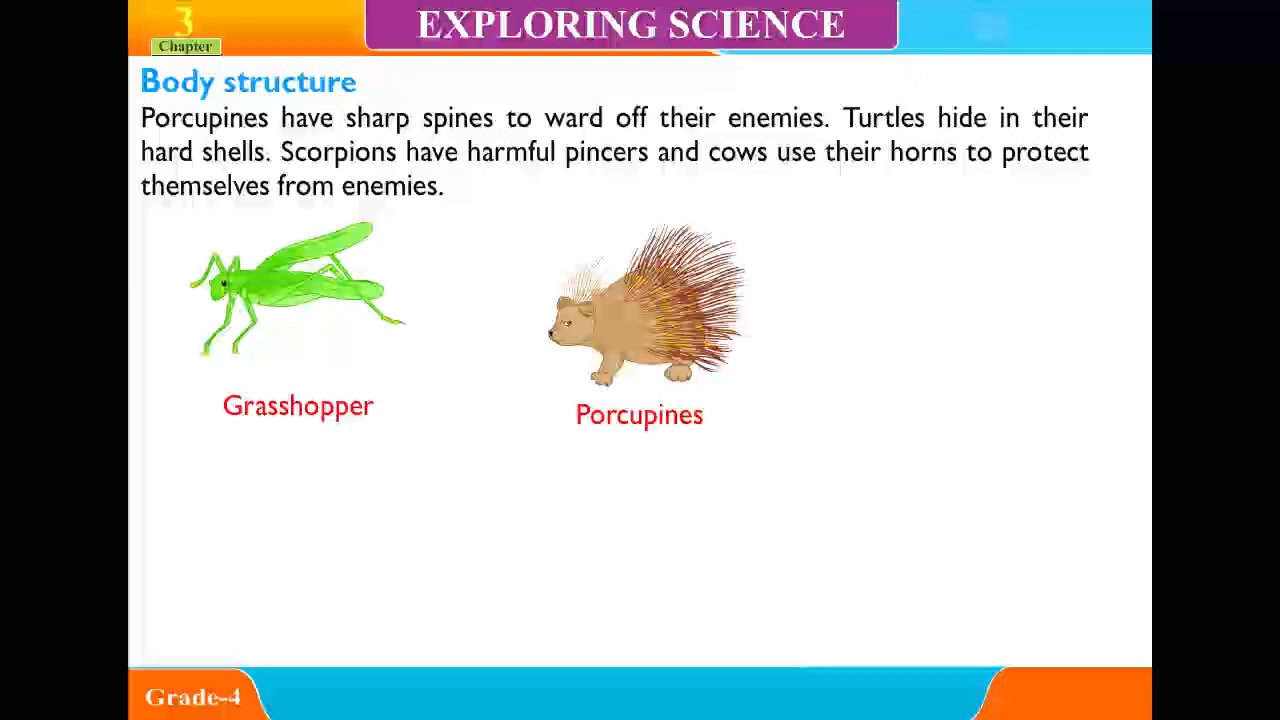 3
Chapter
EXPLORING SCIENCE
Body structure
Porcupines have sharp spines to ward off their enemies. Turtles hide in their
hard shells. Scorpions have harmful pincers and cows use their horns to protect
themselves from enemies.
Grasshopper
Porcupines
Grade-4